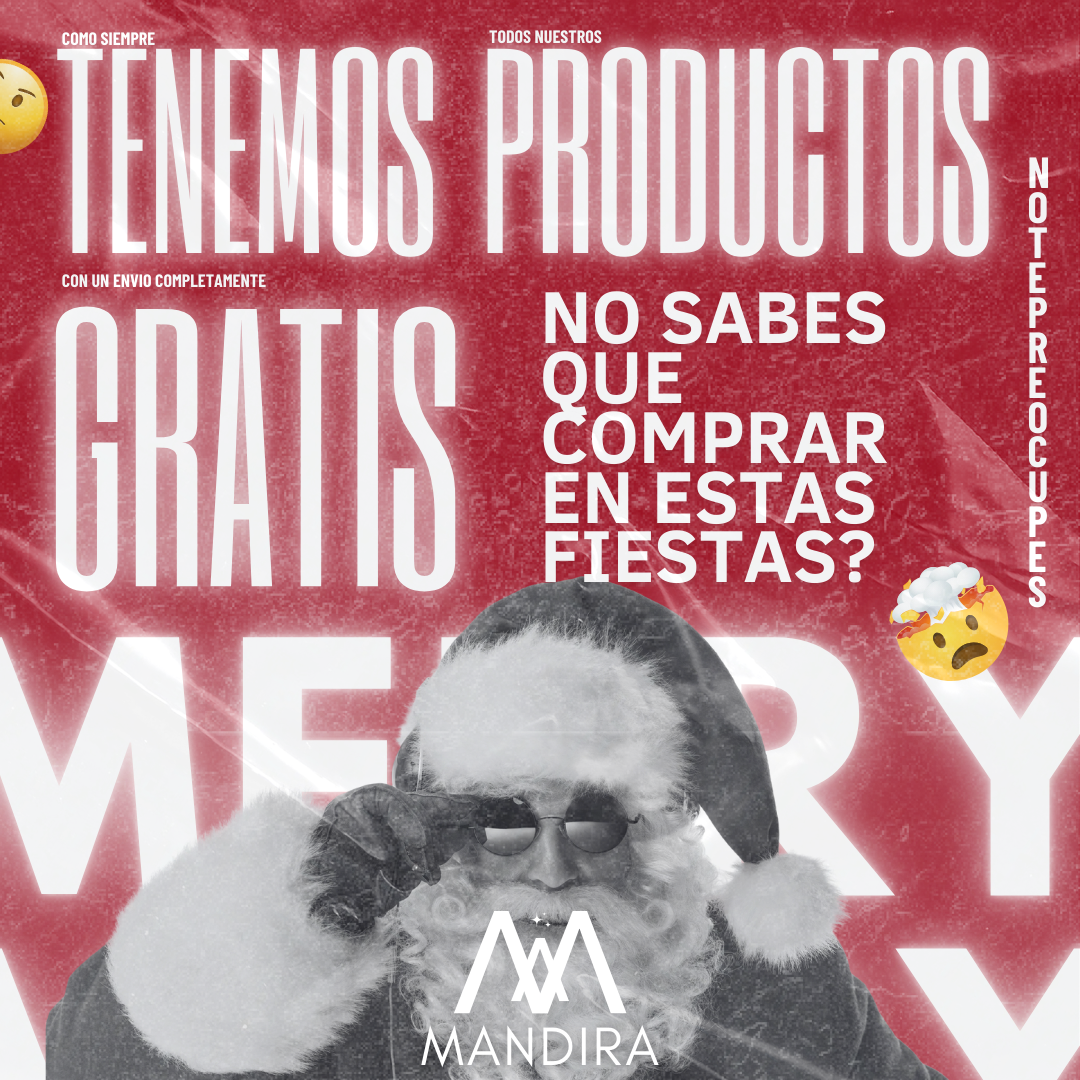 COMO SIEMPRE
TENEMOS
TODOS NUESTROS
PRODUCTOS
CON UN ENVIO COMPLETAMENTE
GRATIS
NO SABES
QUE
COMPRAR
EN ESTAS
FIESTAS?
NOTEPREOCUPES
MERRY
MANDIRA